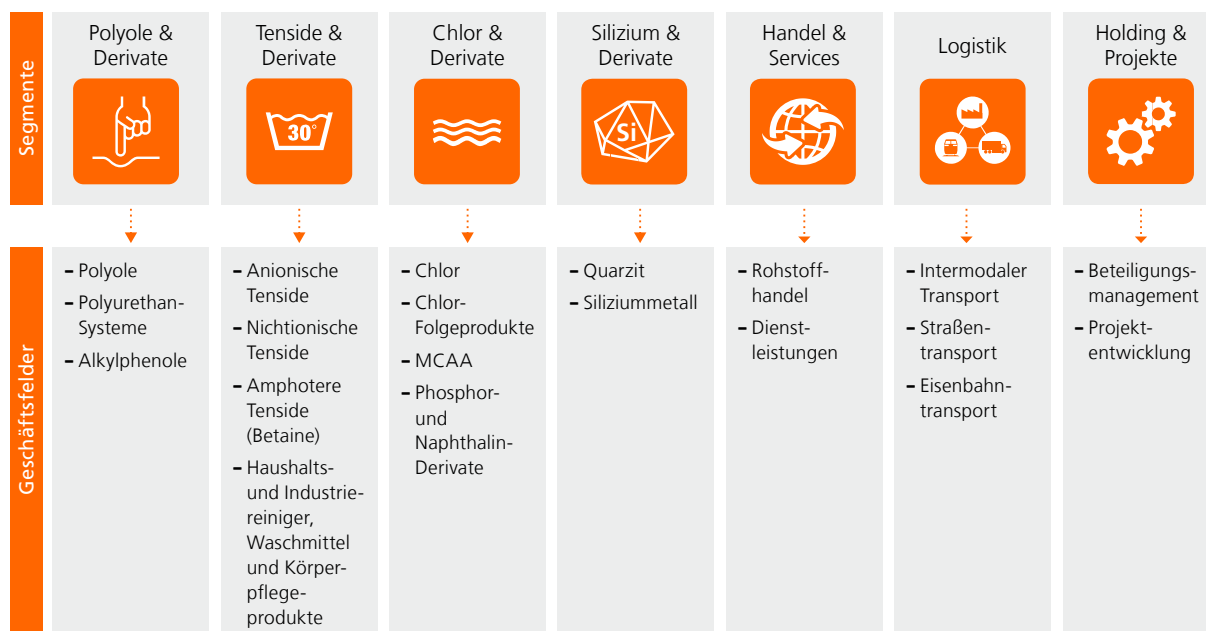 Segmente
Polyole &
Derivate
Tenside &
Derivate
30°
Chlor &
Derivate
Silizium &
Derivate
Si
Handel &
Services
Logistik
Holding &
Projekte
Geschäftsfelder
– Polyole
– Polyurethan-
Systeme
– Alkylphenole
– Anionische
Tenside
– Nichtionische
Tenside
– Amphotere
Tenside
(Betaine)
– Haushalts-
und Industrie-
reiniger,
Waschmittel
und Körper-
pflege-
produkte
– Chlor
– Chlor-
Folgeprodukte
– MCAA
– Phosphor-
und
Naphthalin-
Derivate
– Quarzit
– Siliziummetall
– Rohstoff-
handel
– Dienst-
leistungen
– Intermodaler
Transport
– Straßen-
transport
– Eisenbahn-
transport
– Beteiligungs-
management
– Projekt-
entwicklung